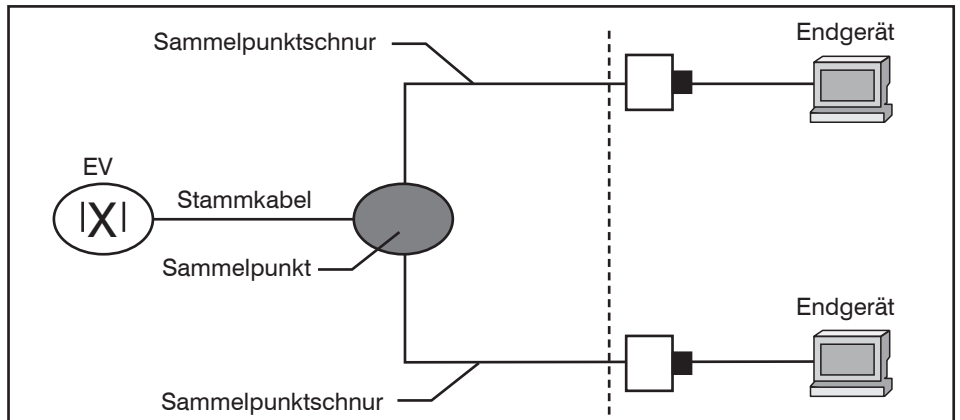 Sammelpunktschnur
Endgerät
EV
|X|
Stammkabel
Sammelpunkt
Endgerät
Sammelpunktschnur